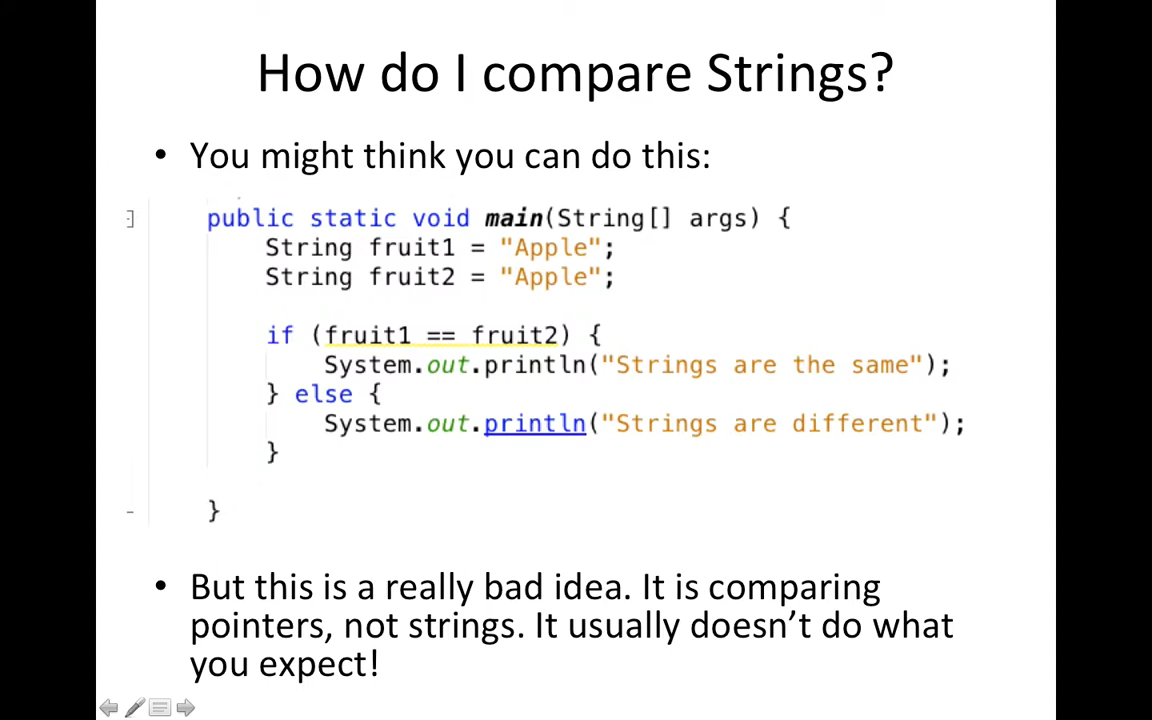 How do I compare Strings?
• You might think you can do this:
public static void main(String[] args) {
String fruit1 = "Apple";
String fruit2 = "Apple";
if (fruit1 == fruit2) {
System.out.println("Strings are the same");
} else {
System.out.println("Strings are different");
}
}
• But this is a really bad idea. It is comparing
pointers, not strings. It usually doesn’t do what
you expect!